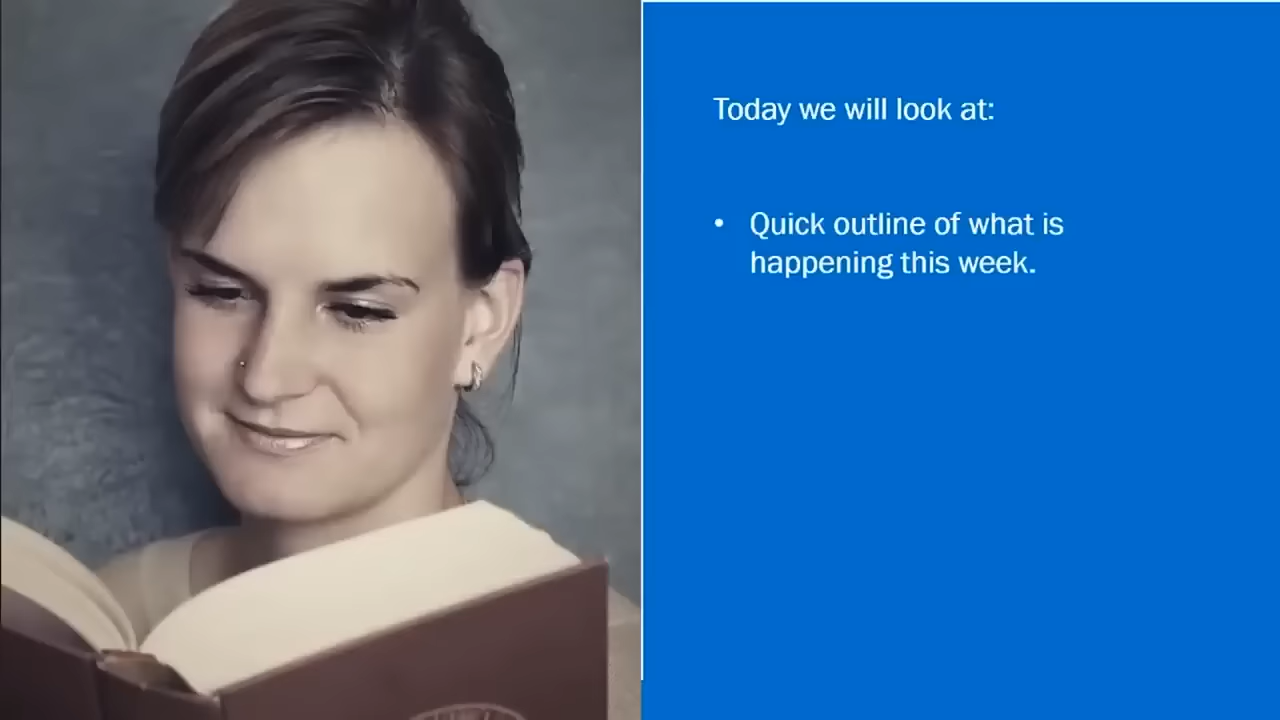 Today we will look at:
• Quick outline of what is
happening this week.